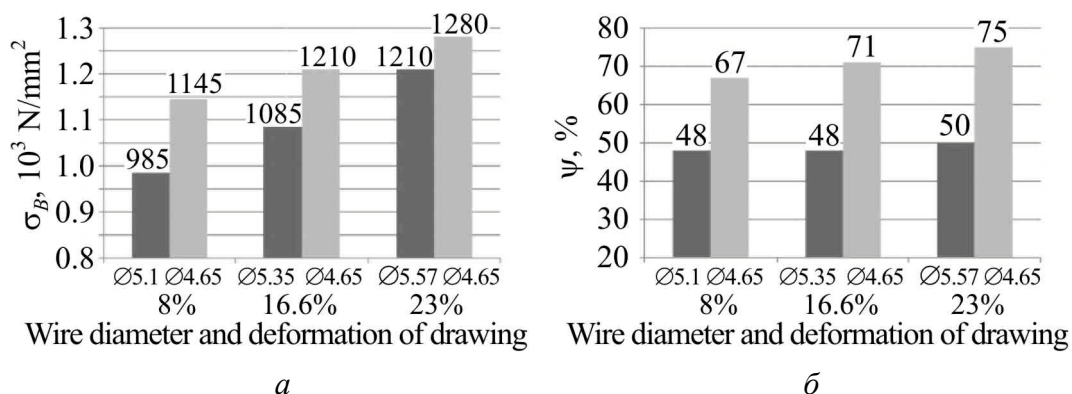 σB, 10³ N/mm²
1.3
1.2
1.1
1.0
0.9
0.8
985
1145
1085
1210
1210
1280
∅5.1 ∅4.65 ∅5.35 ∅4.65 ∅5.57 ∅4.65
8% 16.6% 23%
Wire diameter and deformation of drawing
а
ψ, %
80
70
60
50
40
30
20
48
67
48
71
50
75
∅5.1 ∅4.65 ∅5.35 ∅4.65 ∅5.57 ∅4.65
8% 16.6% 23%
Wire diameter and deformation of drawing
б